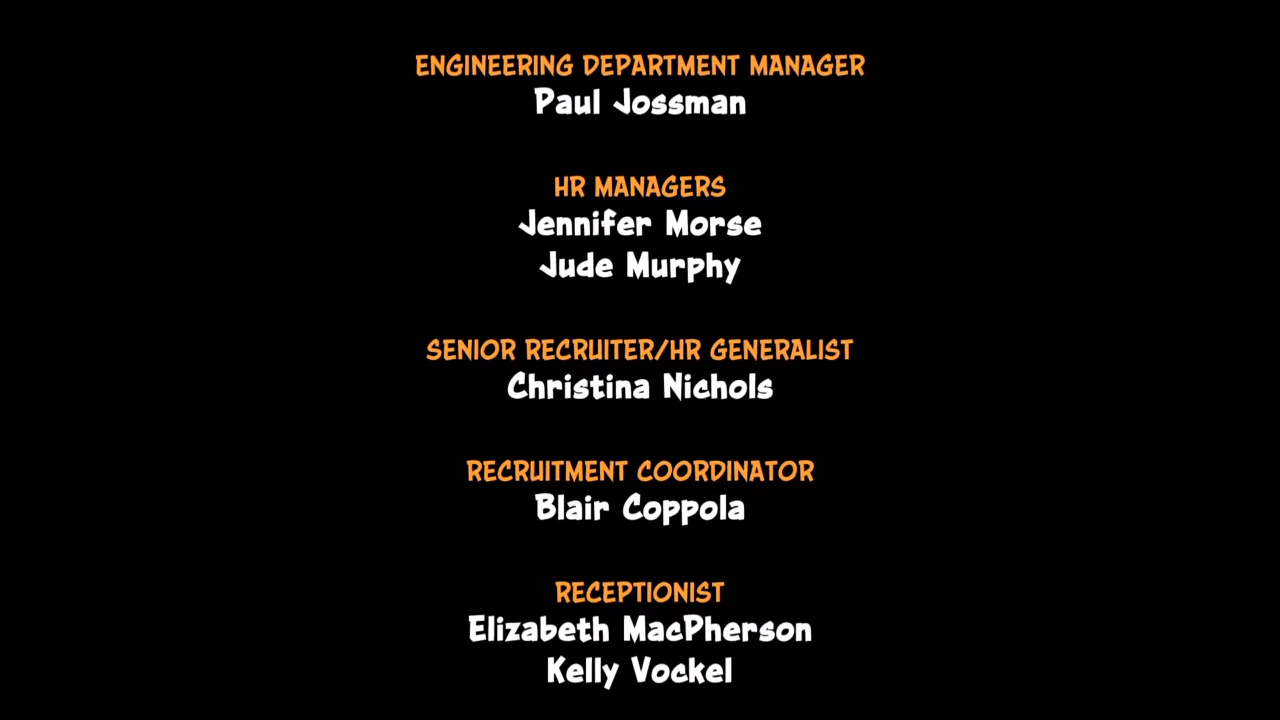 ENGINEERING DEPARTMENT MANAGER
Paul Jossman
HR MANAGERS
Jennifer Morse
Jude Murphy
SENIOR RECRUITER/HR GENERALIST
Christina Nichols
RECRUITMENT COORDINATOR
Blair Coppola
RECEPTIONIST
Elizabeth MacPherson
Kelly Vockel